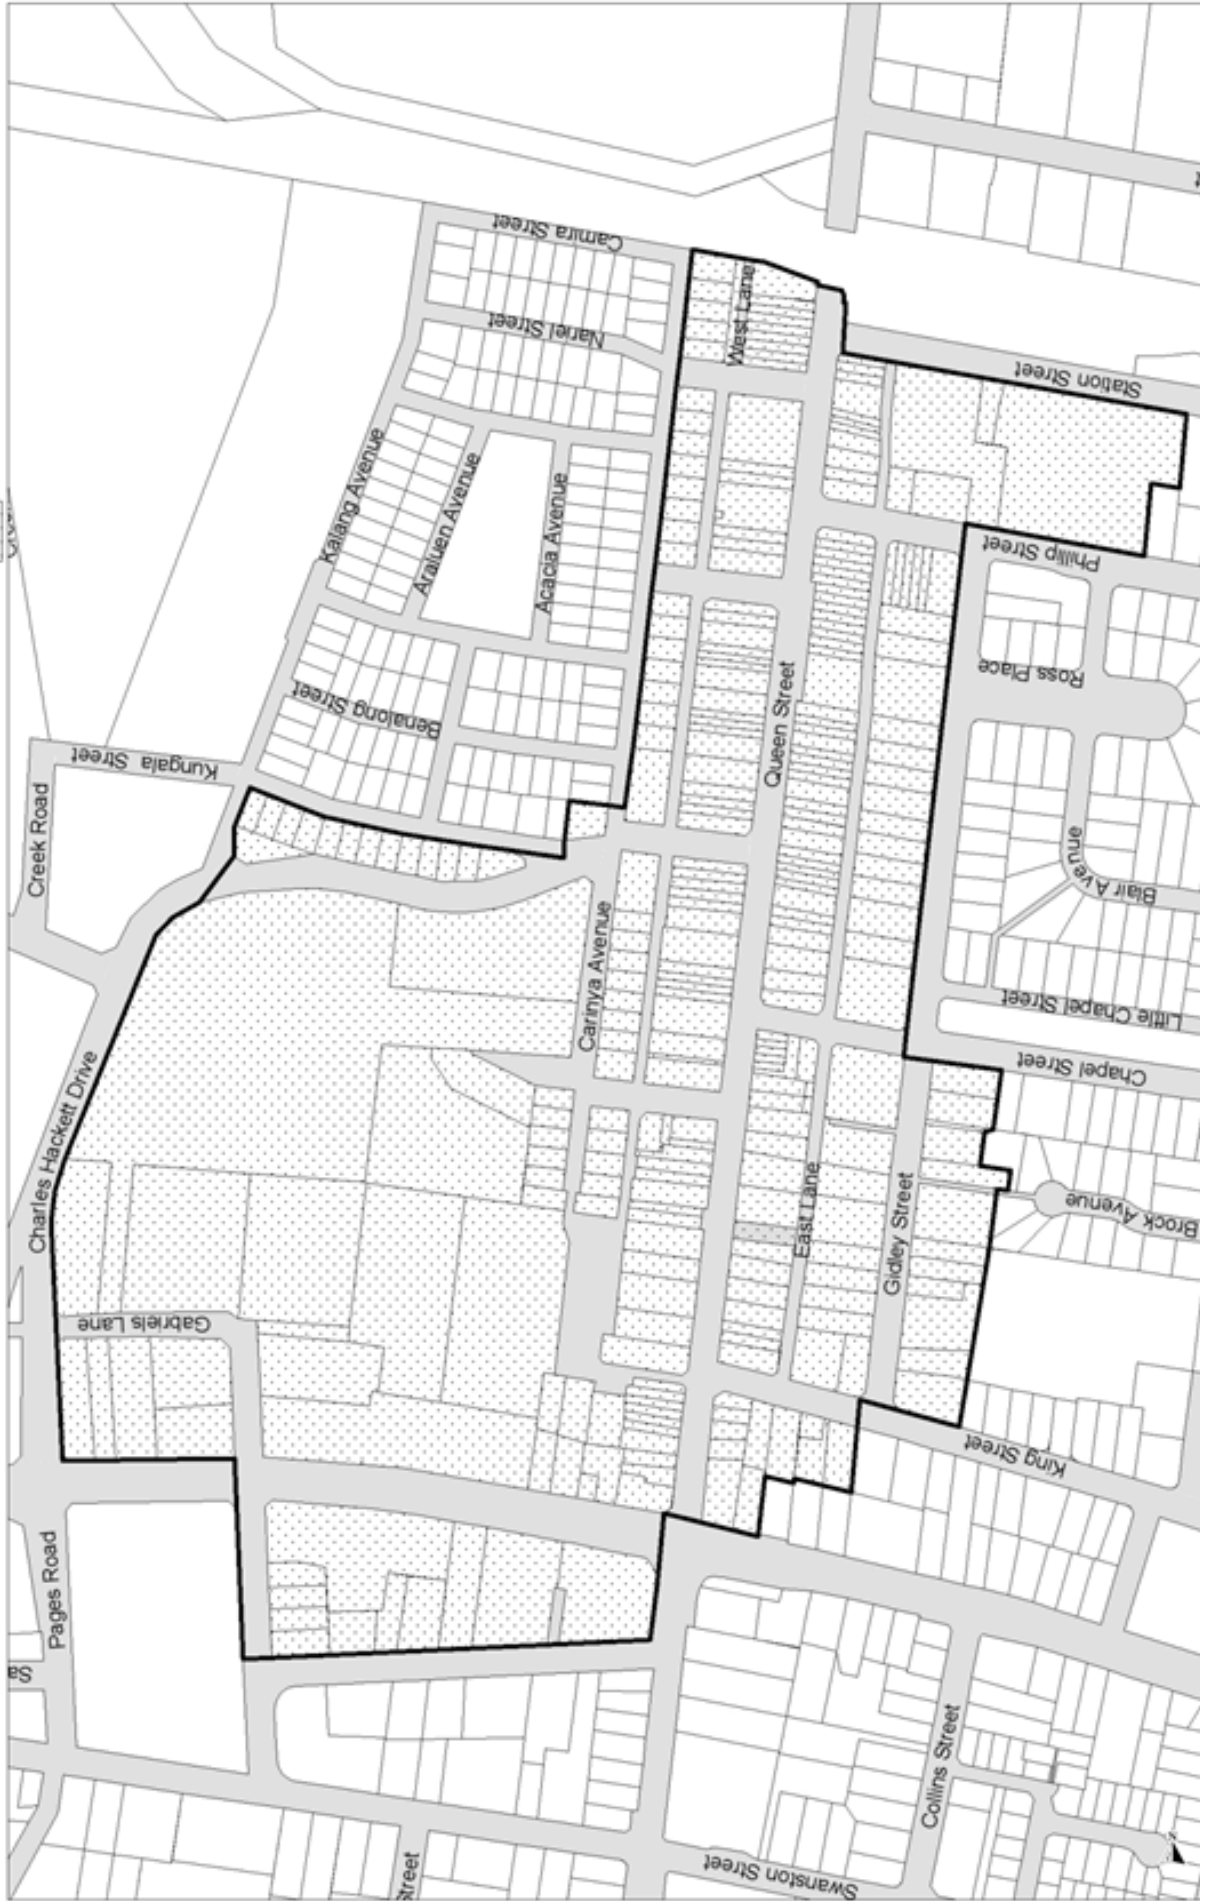 Camira Street
Nariel Street
West Lane
Station Street
Kalang Avenue
Araluen Avenue
Acacia Avenue
Phillip Street
Ross Place
Benalong Street
Queen Street
Kungala Street
Creek Road
Blair Avenue
Carinya Avenue
Little Chapel Street
Chapel Street
Charles Hackett Drive
East Lane
Gidley Street
Brock Avenue
Gabriels Lane
King Street
Pages Road
Sa
Collins Street
Swanston Street
Street